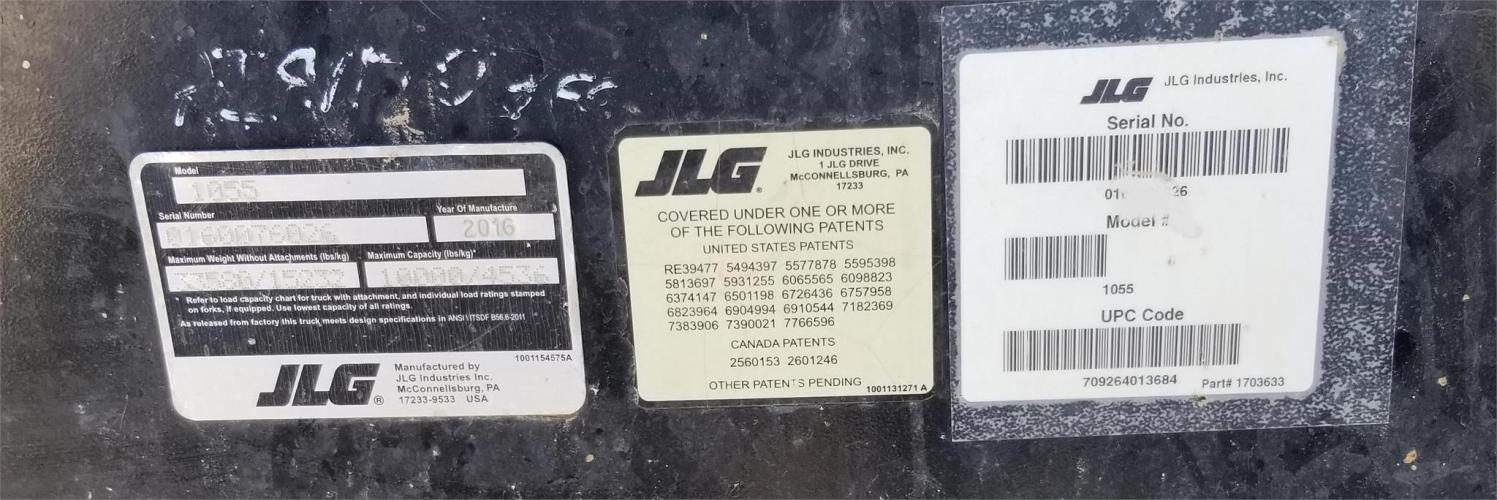 Model
1055
Serial Number
0160076026
Year Of Manufacture
2016
Maximum Weight Without Attachments (lbs/kg)
Maximum Capacity (lbs/kg)*
10000/4536
* Refer to load capacity chart for truck with attachment, and individual load ratings stamped
on forks, if equipped. Use lowest capacity of all ratings.
As released from factory this truck meets design specifications in ANSI \ ITSDF B56.6-2011
1001154575A
JLG®
Manufactured by
JLG Industries Inc.
McConnellsburg, PA
17233-9533 USA
JLG®
JLG INDUSTRIES, INC.
1 JLG DRIVE
McCONNELLSBURG, PA
17233
COVERED UNDER ONE OR MORE
OF THE FOLLOWING PATENTS
UNITED STATES PATENTS
RE39477 5494397 5577878 5595398
5813697 5931255 6065565 6098823
6374147 6501198 6726436 6757958
6823964 6904994 6910544 7182369
7383906 7390021 7766596
CANADA PATENTS
2560153 2601246
OTHER PATENTS PENDING
1001131271 A
JLG
JLG Industries, Inc.
Serial No.
01 26
Model #
1055
UPC Code
709264013684
Part# 1703633